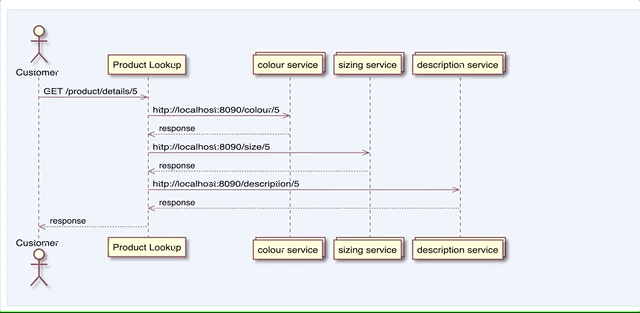 Customer
Product Lookup
colour service
sizing service
description service
GET /product/details/5
http://localhost:8090/colour/5
response
http://localhost:8090/size/5
response
http://localhost:8090/description/5
response
response
Customer
Product Lookup
colour service
sizing service
description service